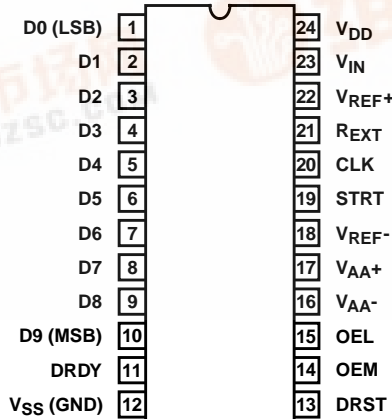 D0 (LSB) 1 24 VDD
D1 2 23 VIN
D2 3 22 VREF+
D3 4 21 REXT
D4 5 20 CLK
D5 6 19 STRT
D6 7 18 VREF-
D7 8 17 VAA+
D8 9 16 VAA-
D9 (MSB) 10 15 OEL
DRDY 11 14 OEM
VSS (GND) 12 13 DRST